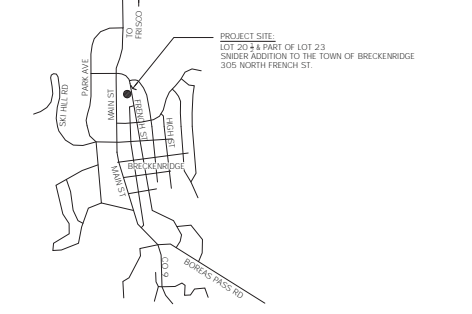 TO
FRISCO
PROJECT SITE:
LOT 20 ½ & PART OF LOT 23
SNIDER ADDITION TO THE TOWN OF BRECKENRIDGE
305 NORTH FRENCH ST.
PARK AVE
SKI HILL RD
MAIN ST
FRENCH ST
HIGH ST
BRECKENRIDGE
MAIN ST
CO 9
BOREAS PASS RD